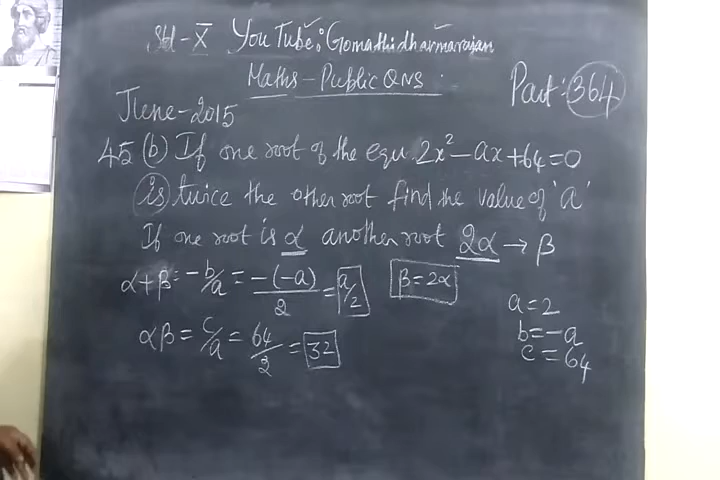 Std - X YouTube: Gomathidharmarajan
Maths - Public QNS
Part: 364
June - 2015
45 (b) If one root of the equ. 2x² - ax + 64 = 0
is twice the other root find the value of 'a'
If one root is α another root 2α → β
α + β = -b/a = -(-a)/2 = a/2 β = 2α
a = 2
αβ = c/a = 64/2 = 32
b = -a
c = 64